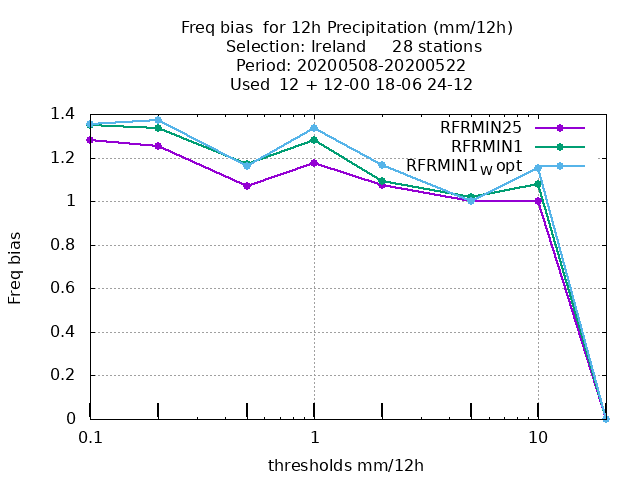 Freq bias  for 12h Precipitation (mm/12h)
Selection: Ireland     28 stations
Period: 20200508-20200522
Used  12 + 12-00 18-06 24-12
RFRMIN25
RFRMIN1
RFRMIN1_W opt
Freq bias
1.4
1.2
1
0.8
0.6
0.4
0.2
0
0.1 1 10
thresholds mm/12h